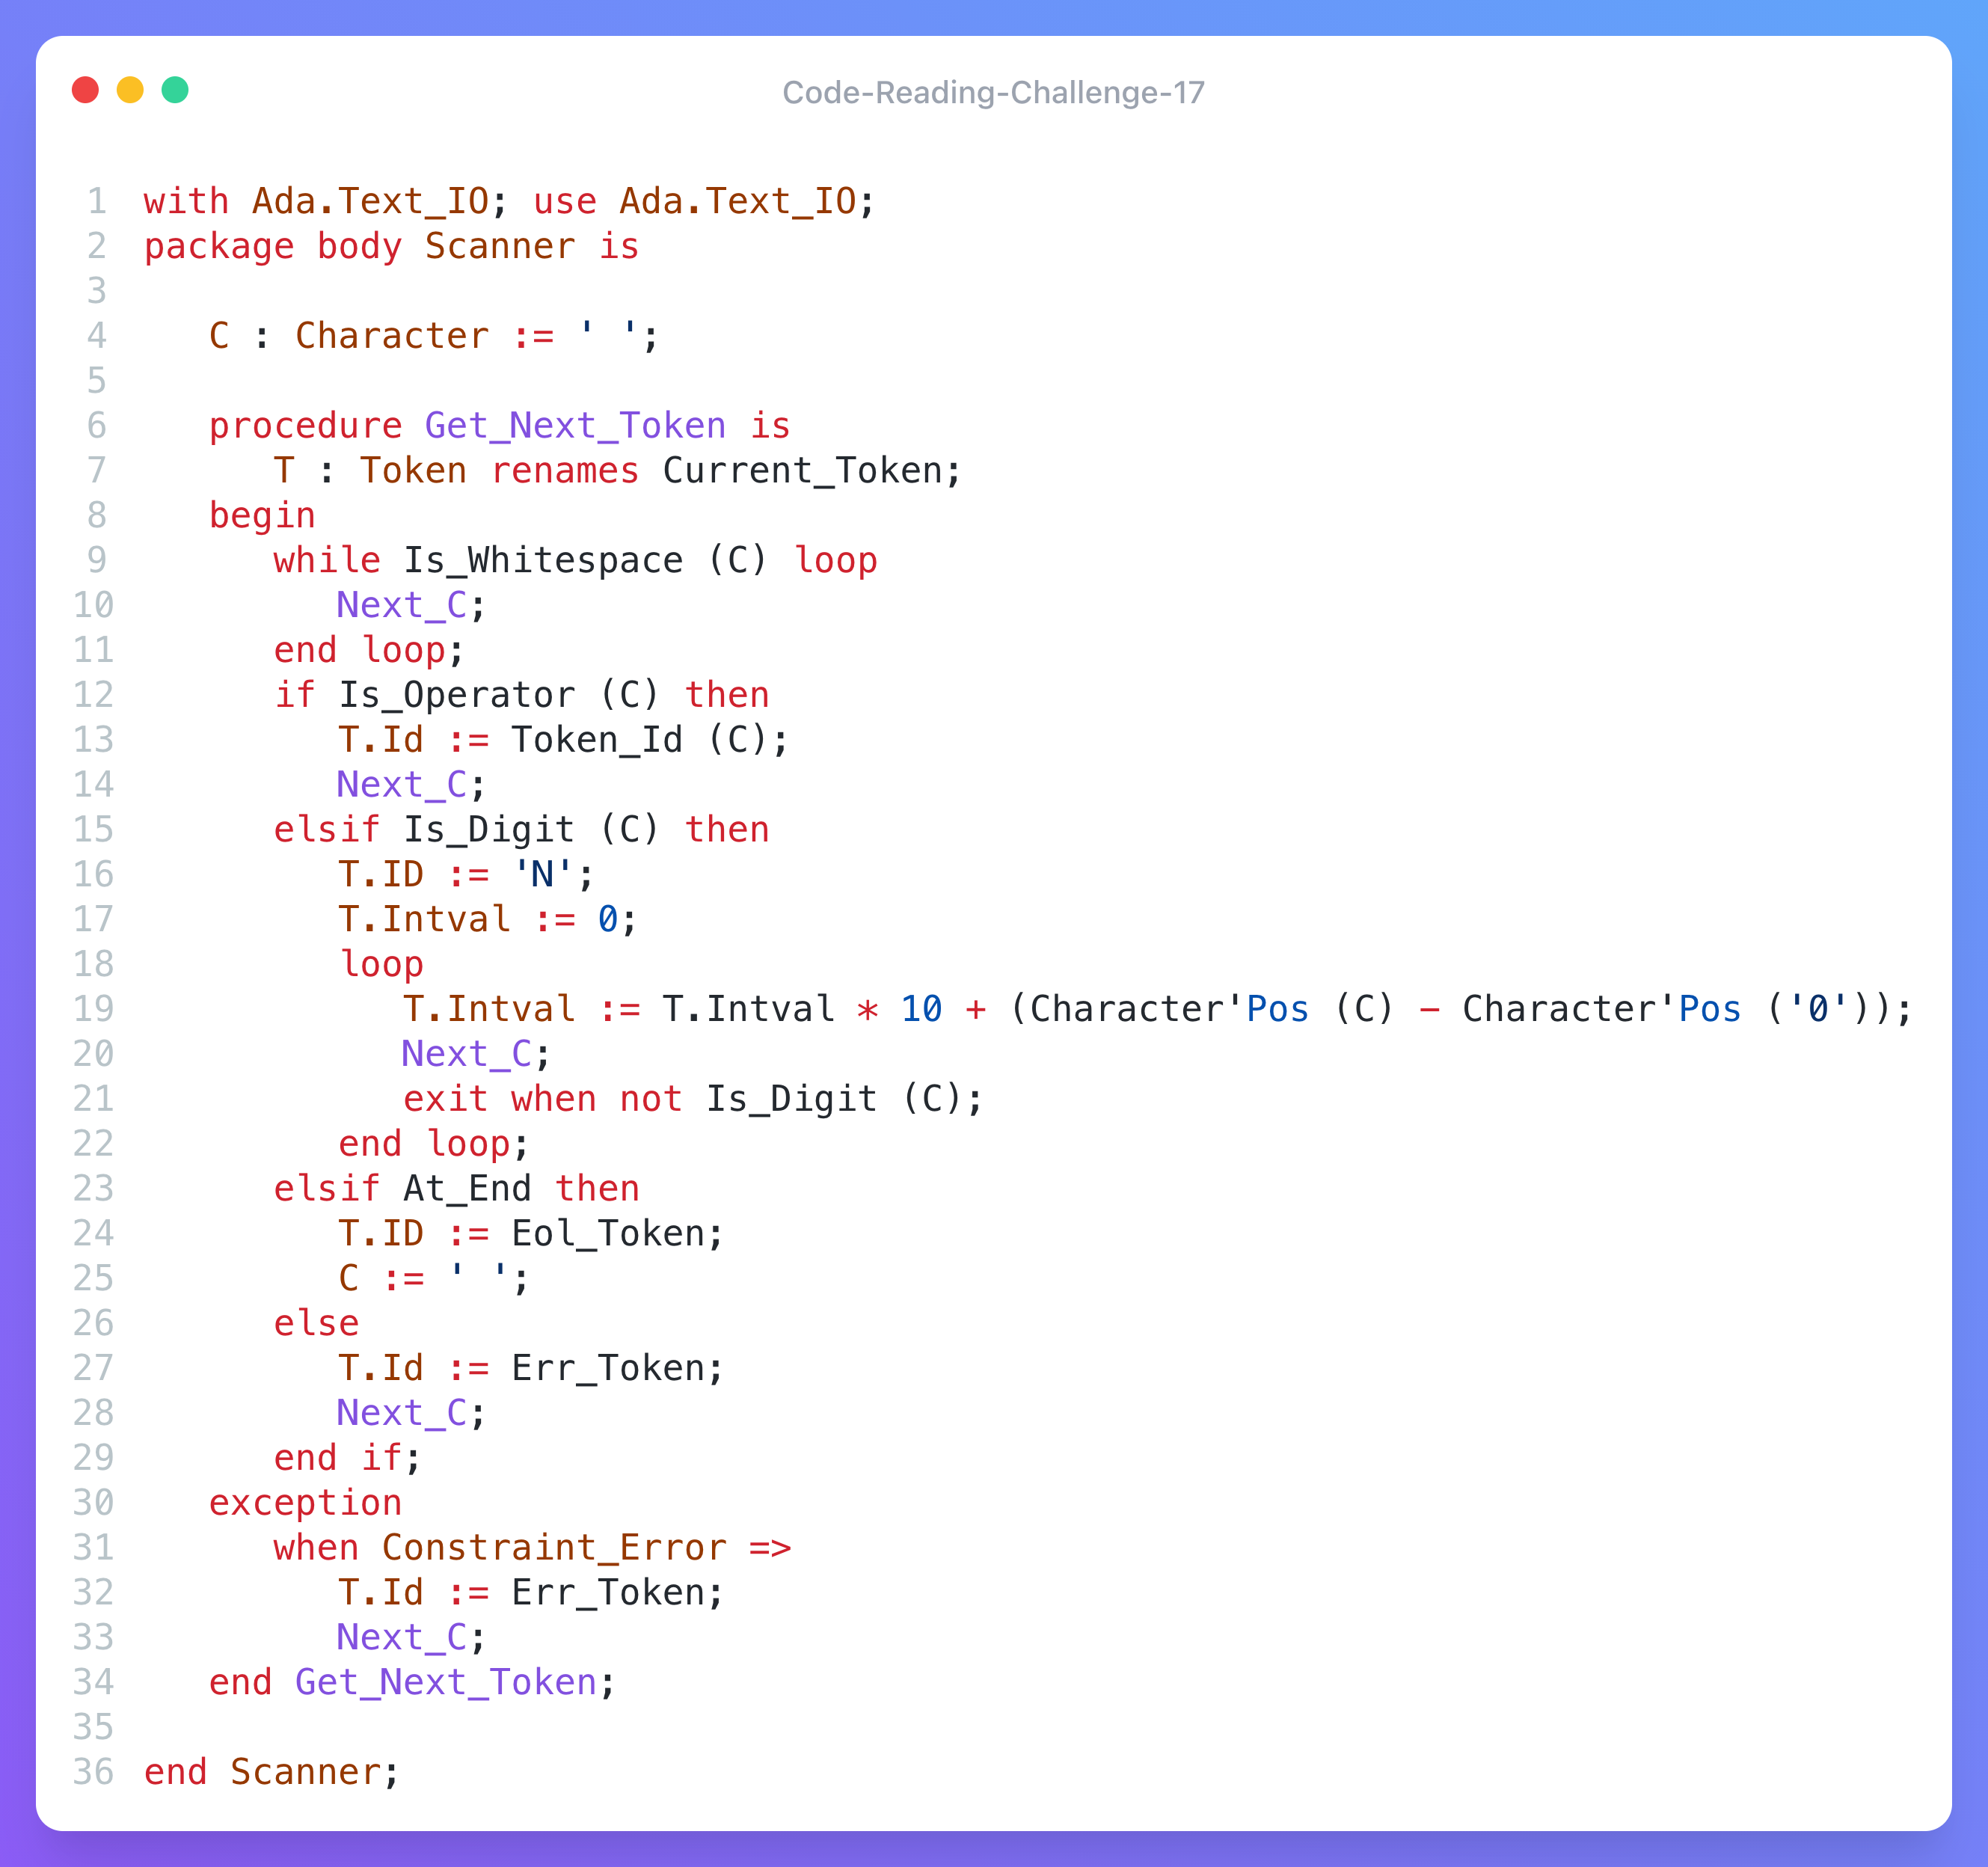 Code-Reading-Challenge-17
1 with Ada.Text_IO; use Ada.Text_IO;
2 package body Scanner is
3
4    C : Character := ' ';
5
6    procedure Get_Next_Token is
7       T : Token renames Current_Token;
8    begin
9       while Is_Whitespace (C) loop
10          Next_C;
11       end loop;
12       if Is_Operator (C) then
13          T.Id := Token_Id (C);
14          Next_C;
15       elsif Is_Digit (C) then
16          T.ID := 'N';
17          T.Intval := 0;
18          loop
19             T.Intval := T.Intval * 10 + (Character'Pos (C) - Character'Pos ('0'));
20             Next_C;
21             exit when not Is_Digit (C);
22          end loop;
23       elsif At_End then
24          T.ID := Eol_Token;
25          C := ' ';
26       else
27          T.Id := Err_Token;
28          Next_C;
29       end if;
30    exception
31       when Constraint_Error =>
32          T.Id := Err_Token;
33          Next_C;
34    end Get_Next_Token;
35
36 end Scanner;